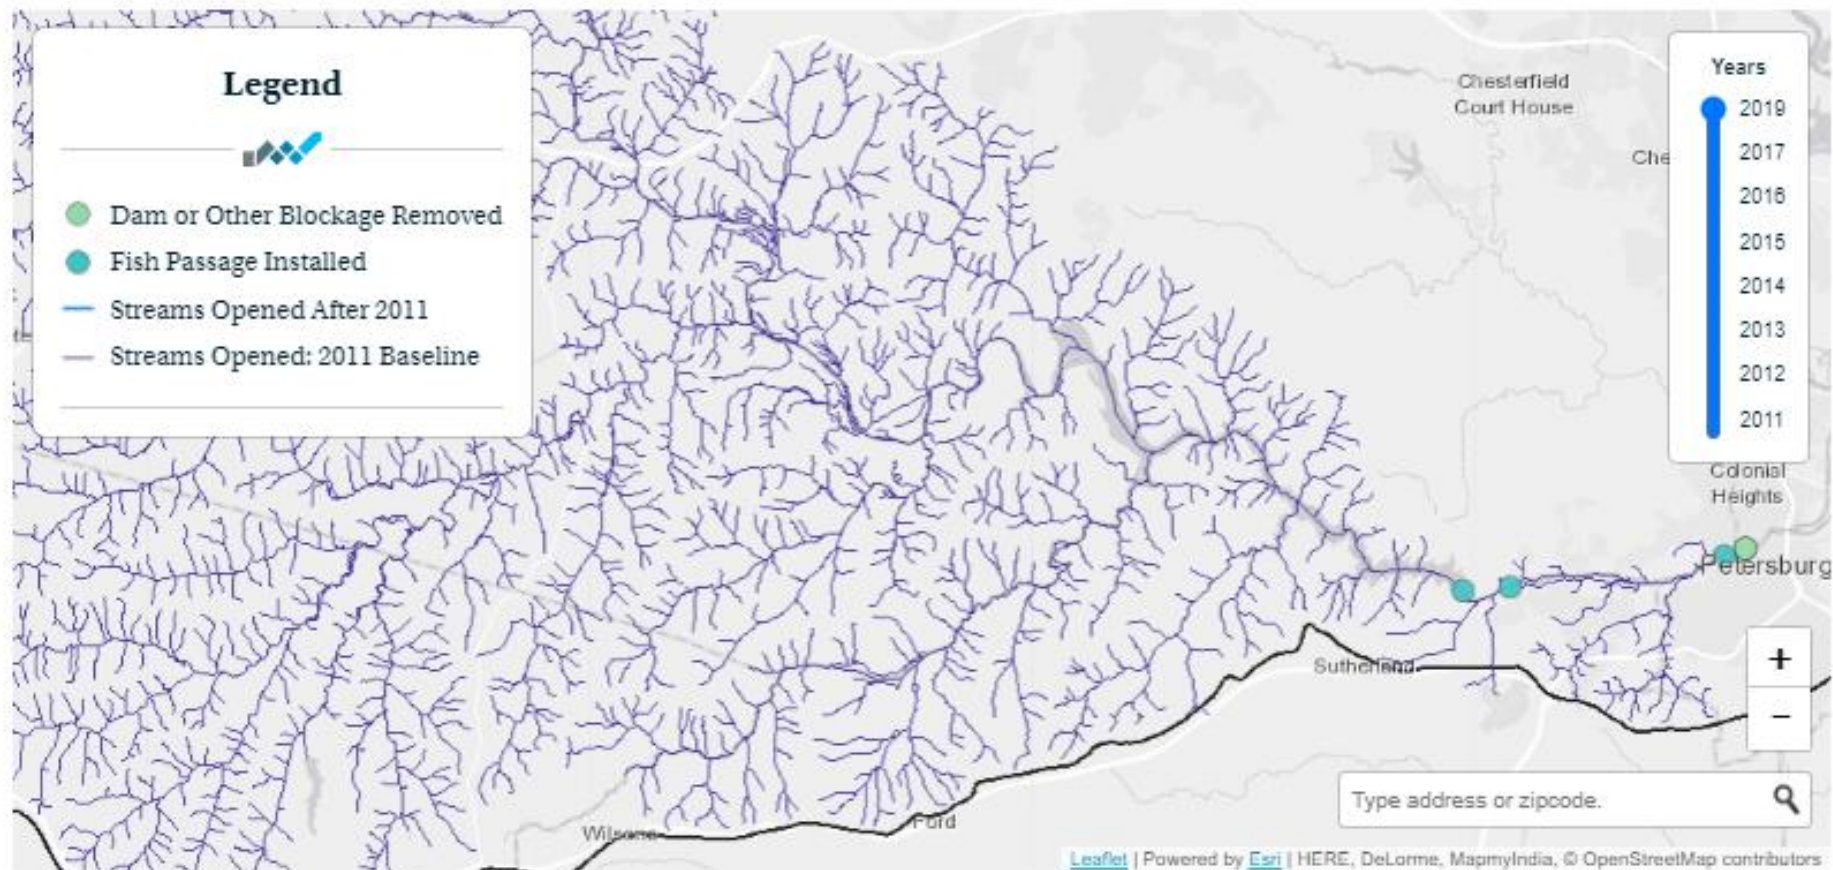 Legend
Dam or Other Blockage Removed
Fish Passage Installed
Streams Opened After 2011
Streams Opened: 2011 Baseline
Chesterfield
Court House
Years
2019
2017
2016
2015
2014
2013
2012
2011
Colonial
Heights
Petersburg
Sutherland
+
−
Type address or zipcode.
Ford
Leaflet | Powered by Esri | HERE, DeLorme, MapmyIndia, © OpenStreetMap contributors